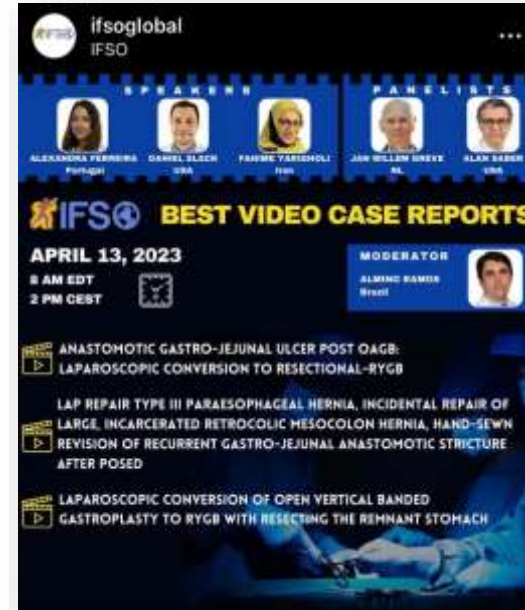 ifsoglobal
IFSO
SPEAKERS
PANELISTS
ALEXANDRA FERREIRA
Portugal
DANIEL SLACK
USA
FAHIME YARIGHOLI
Iran
JAN WILLEM GREVE
NL
ALAN SABER
USA
IFSO
BEST VIDEO CASE REPORTS
APRIL 13, 2023
8 AM EDT
2 PM CEST
MODERATOR
ALMINO RAMOS
Brazil
ANASTOMOTIC GASTRO-JEJUNAL ULCER POST OAGB:
LAPAROSCOPIC CONVERSION TO RESECTIONAL-RYGB
LAP REPAIR TYPE III PARAESOPHAGEAL HERNIA, INCIDENTAL REPAIR OF
LARGE, INCARCERATED RETROCOLIC MESOCOLON HERNIA, HAND-SEWN
REVISION OF RECURRENT GASTRO-JEJUNAL ANASTOMOTIC STRICTURE
AFTER POSED
LAPAROSCOPIC CONVERSION OF OPEN VERTICAL BANDED
GASTROPLASTY TO RYGB WITH RESECTING THE REMNANT STOMACH